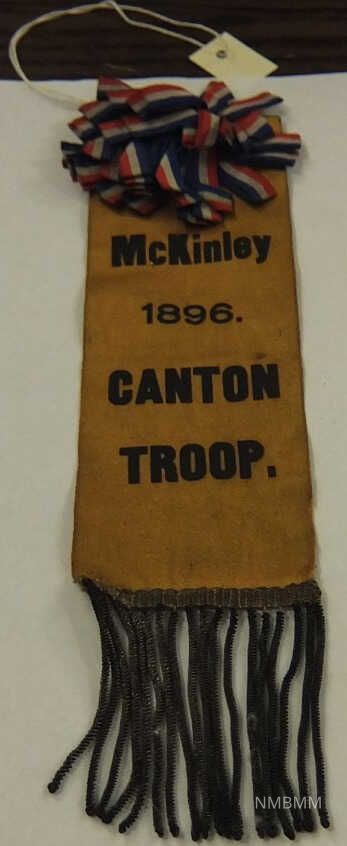 McKinley
1896.
CANTON
TROOP.
NMBMM